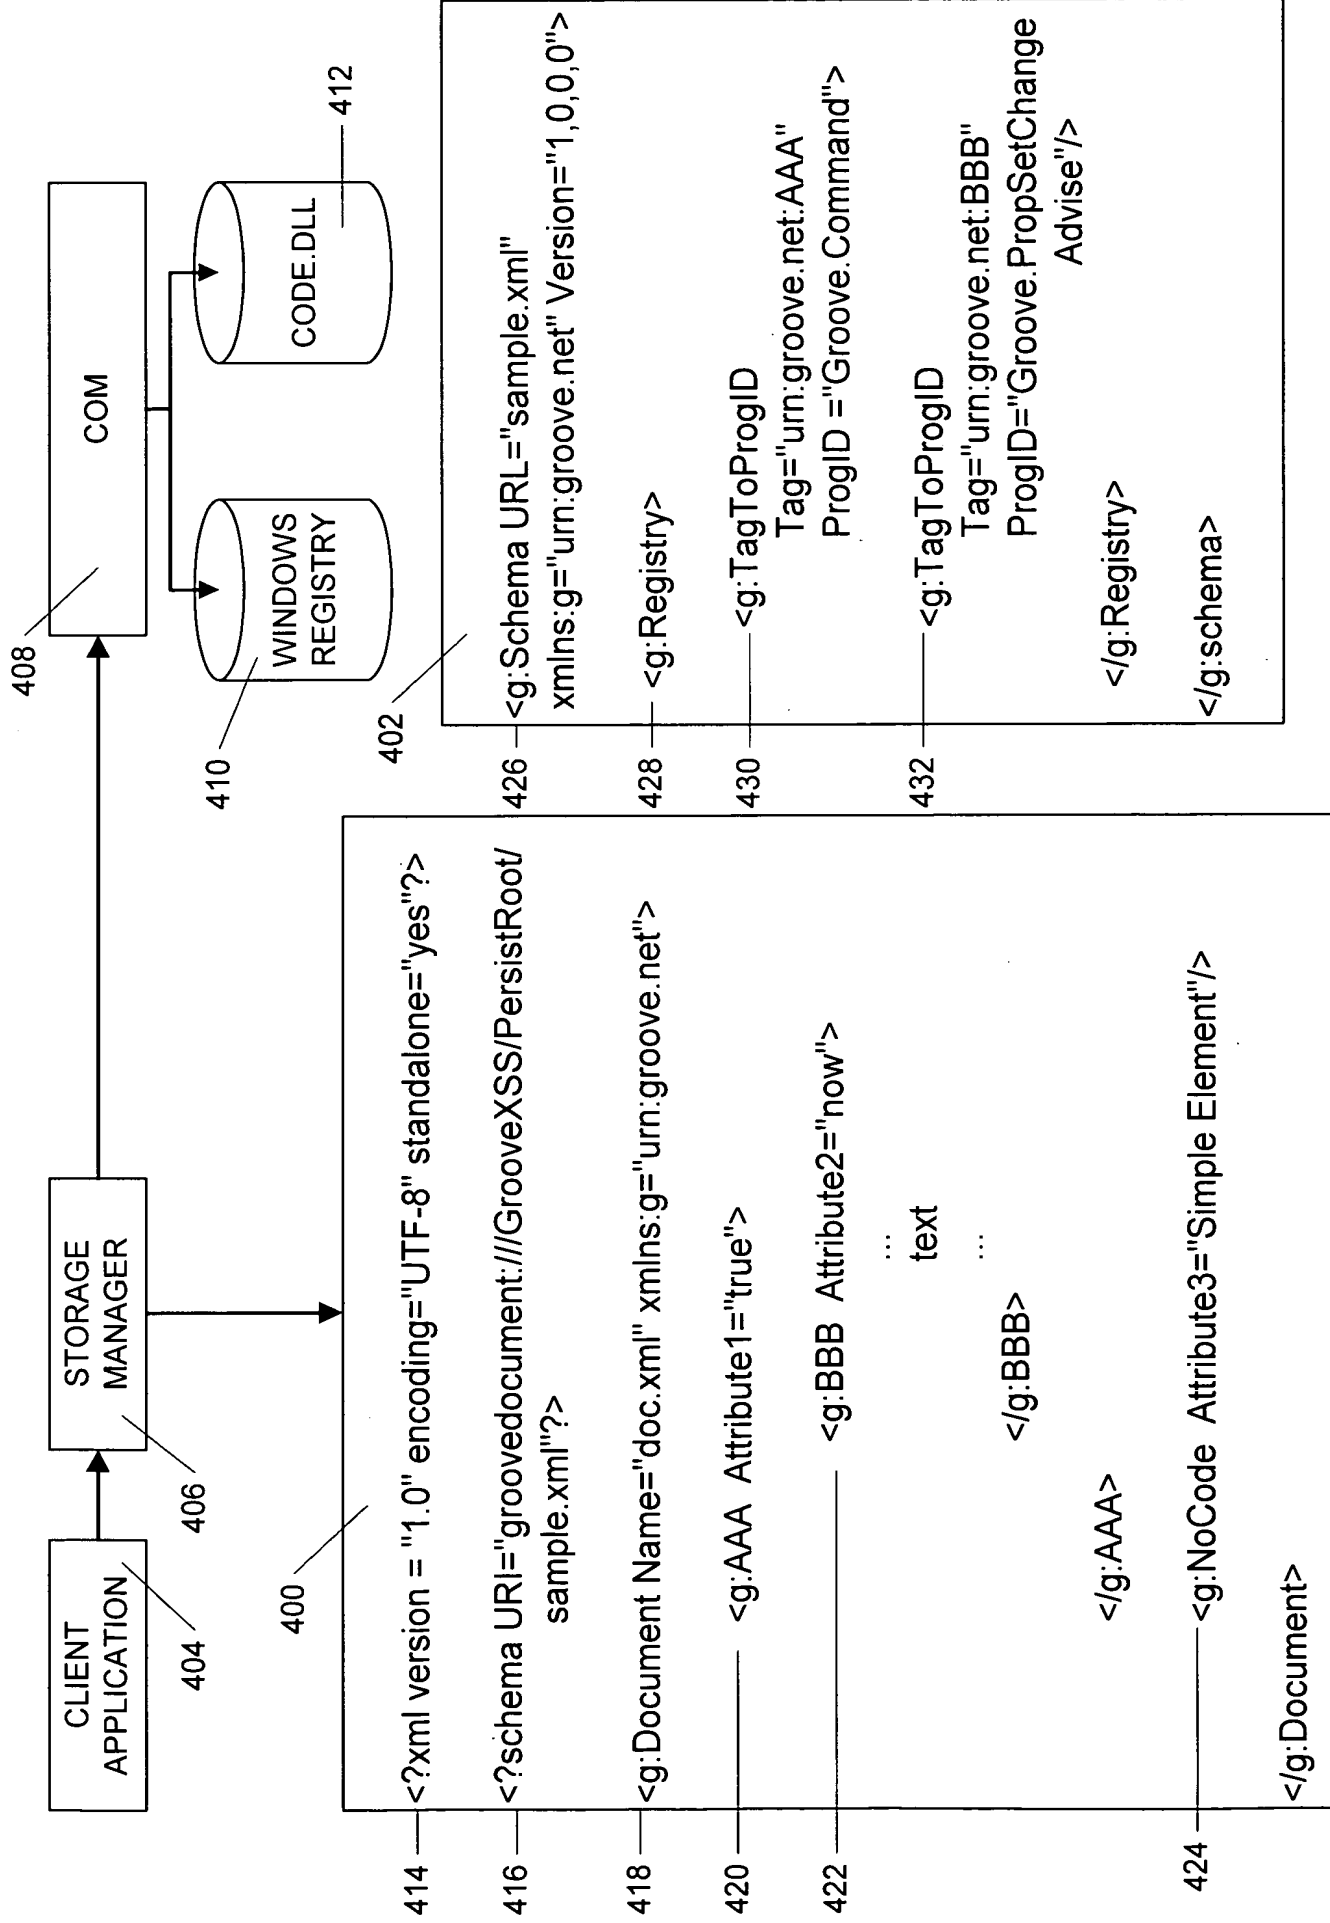 CLIENT
APPLICATION
404
STORAGE
MANAGER
406
COM
408
WINDOWS
REGISTRY
410
CODE.DLL
412
400
414
<?xml version = "1.0" encoding="UTF-8" standalone="yes"?>
416
<?schema URI="groovedocument:///GrooveXSS/PersistRoot/
sample.xml"?>
418
<g:Document Name="doc.xml" xmlns:g="urn:groove.net">
420
<g:AAA Attribute1="true">
422
<g:BBB Attribute2="now">
...
text
...
</g:BBB>
</g:AAA>
424
<g:NoCode Attribute3="Simple Element"/>
</g:Document>
402
426
<g:Schema URL="sample.xml"
xmlns:g="urn:groove.net" Version="1,0,0,0">
428
<g:Registry>
430
<g:TagToProgID
Tag="urn:groove.net:AAA"
ProgID ="Groove.Command">
432
<g:TagToProgID
Tag="urn:groove.net:BBB"
ProgID="Groove.PropSetChange
Advise"/>
</g:Registry>
</g:schema>